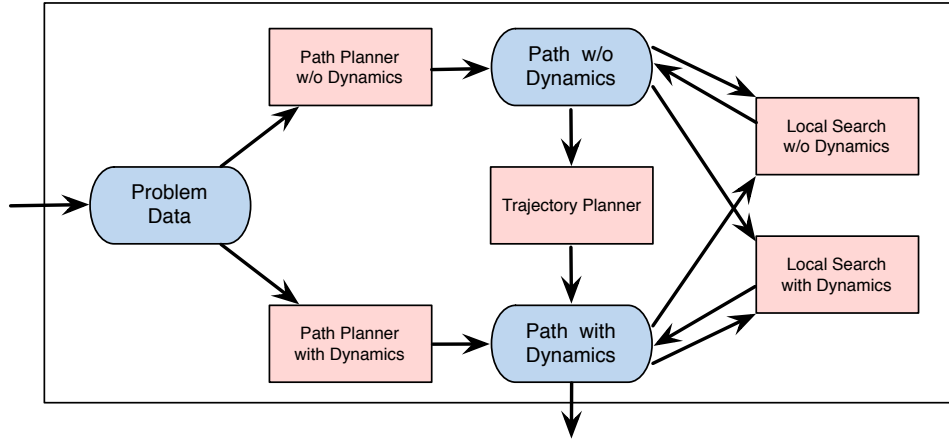 Path Planner
w/o Dynamics
Path w/o
Dynamics
Local Search
w/o Dynamics
Problem
Data
Trajectory Planner
Local Search
with Dynamics
Path Planner
with Dynamics
Path with
Dynamics